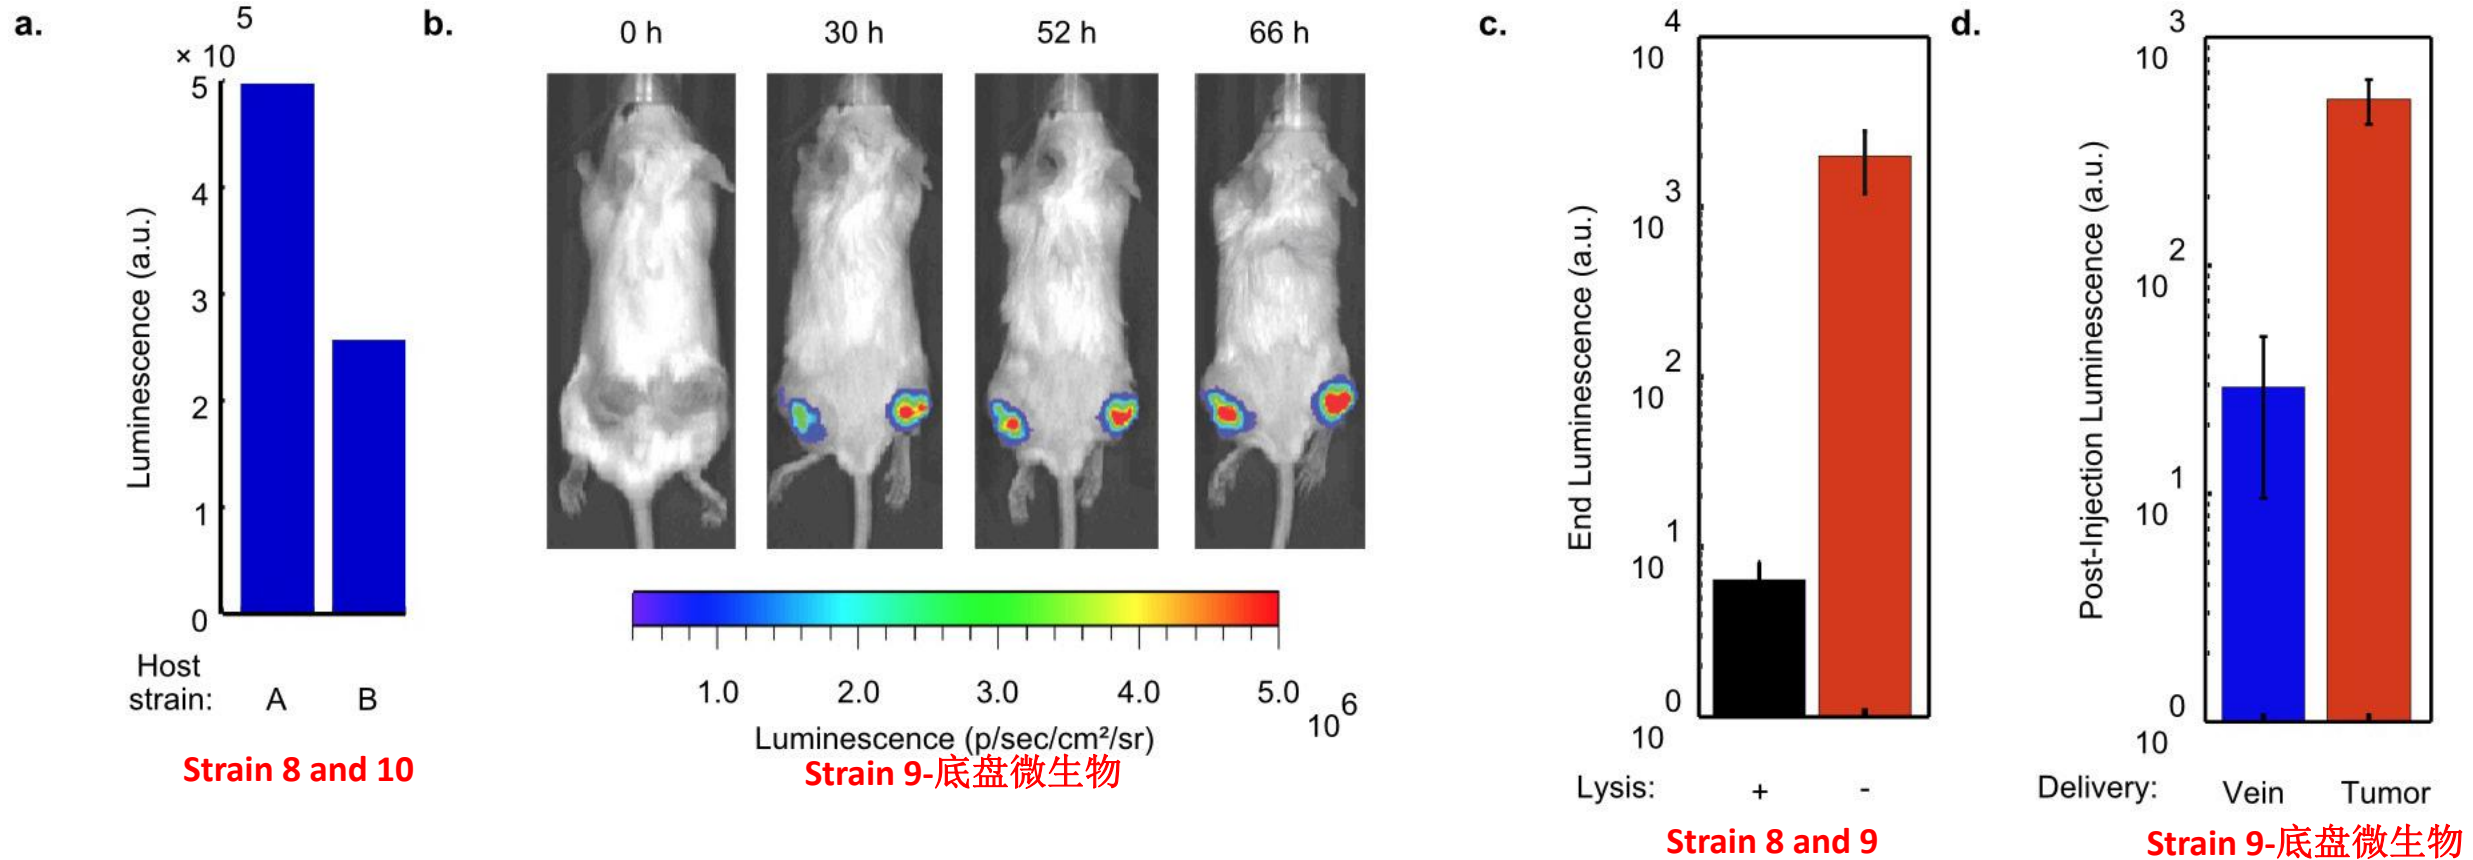 a.
5
× 10
5
4
3
2
1
0
Luminescence (a.u.)
Host
strain:
A
B
Strain 8 and 10
b.
0 h
30 h
52 h
66 h
1.0
2.0
3.0
4.0
5.0
10 6
Luminescence (p/sec/cm²/sr)
Strain 9-底盘微生物
c.
4
10
3
10
2
10
1
10
0
10
End Luminescence (a.u.)
Lysis:
+
-
Strain 8 and 9
d.
3
10
2
10
1
10
0
10
Post-Injection Luminescence (a.u.)
Delivery:
Vein
Tumor
Strain 9-底盘微生物